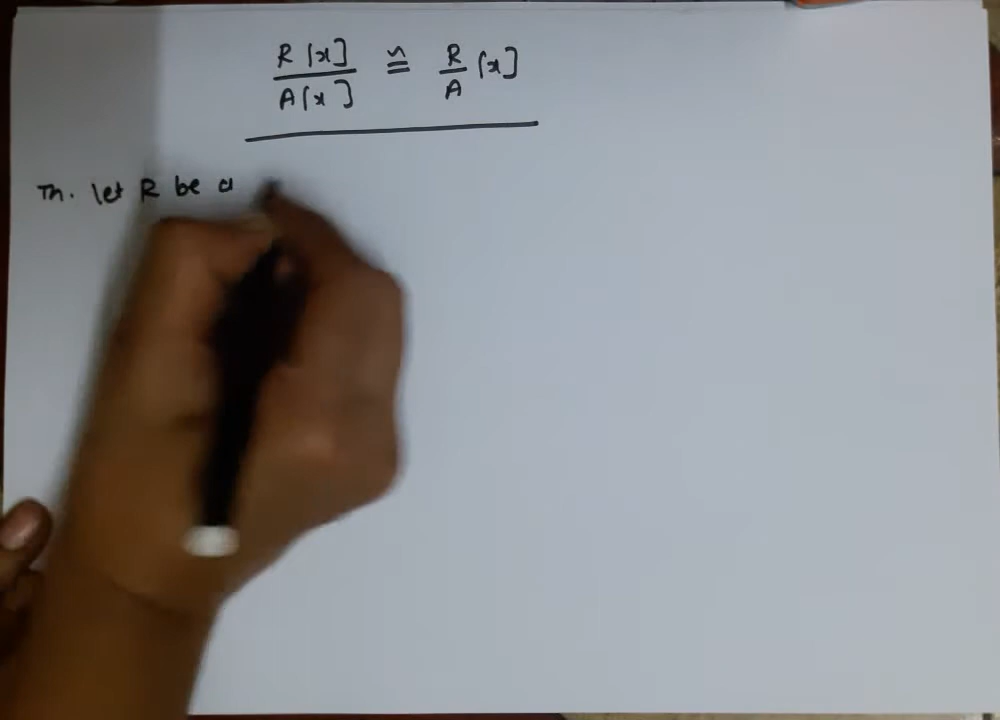 R[x] ≅ R [x]
A[x] A
Th. let R be a